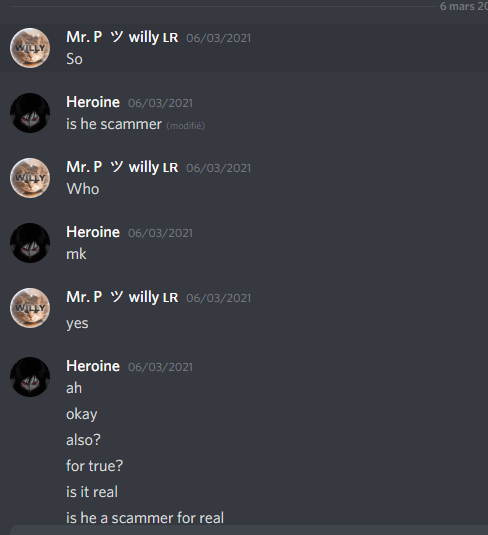 6 mars 20
Mr. P ツ willy LR 06/03/2021
So
Heroine 06/03/2021
is he scammer (modifié)
Mr. P ツ willy LR 06/03/2021
Who
Heroine 06/03/2021
mk
Mr. P ツ willy LR 06/03/2021
yes
Heroine 06/03/2021
ah
okay
also?
for true?
is it real
is he a scammer for real
WILLY
WILLY
WILLY